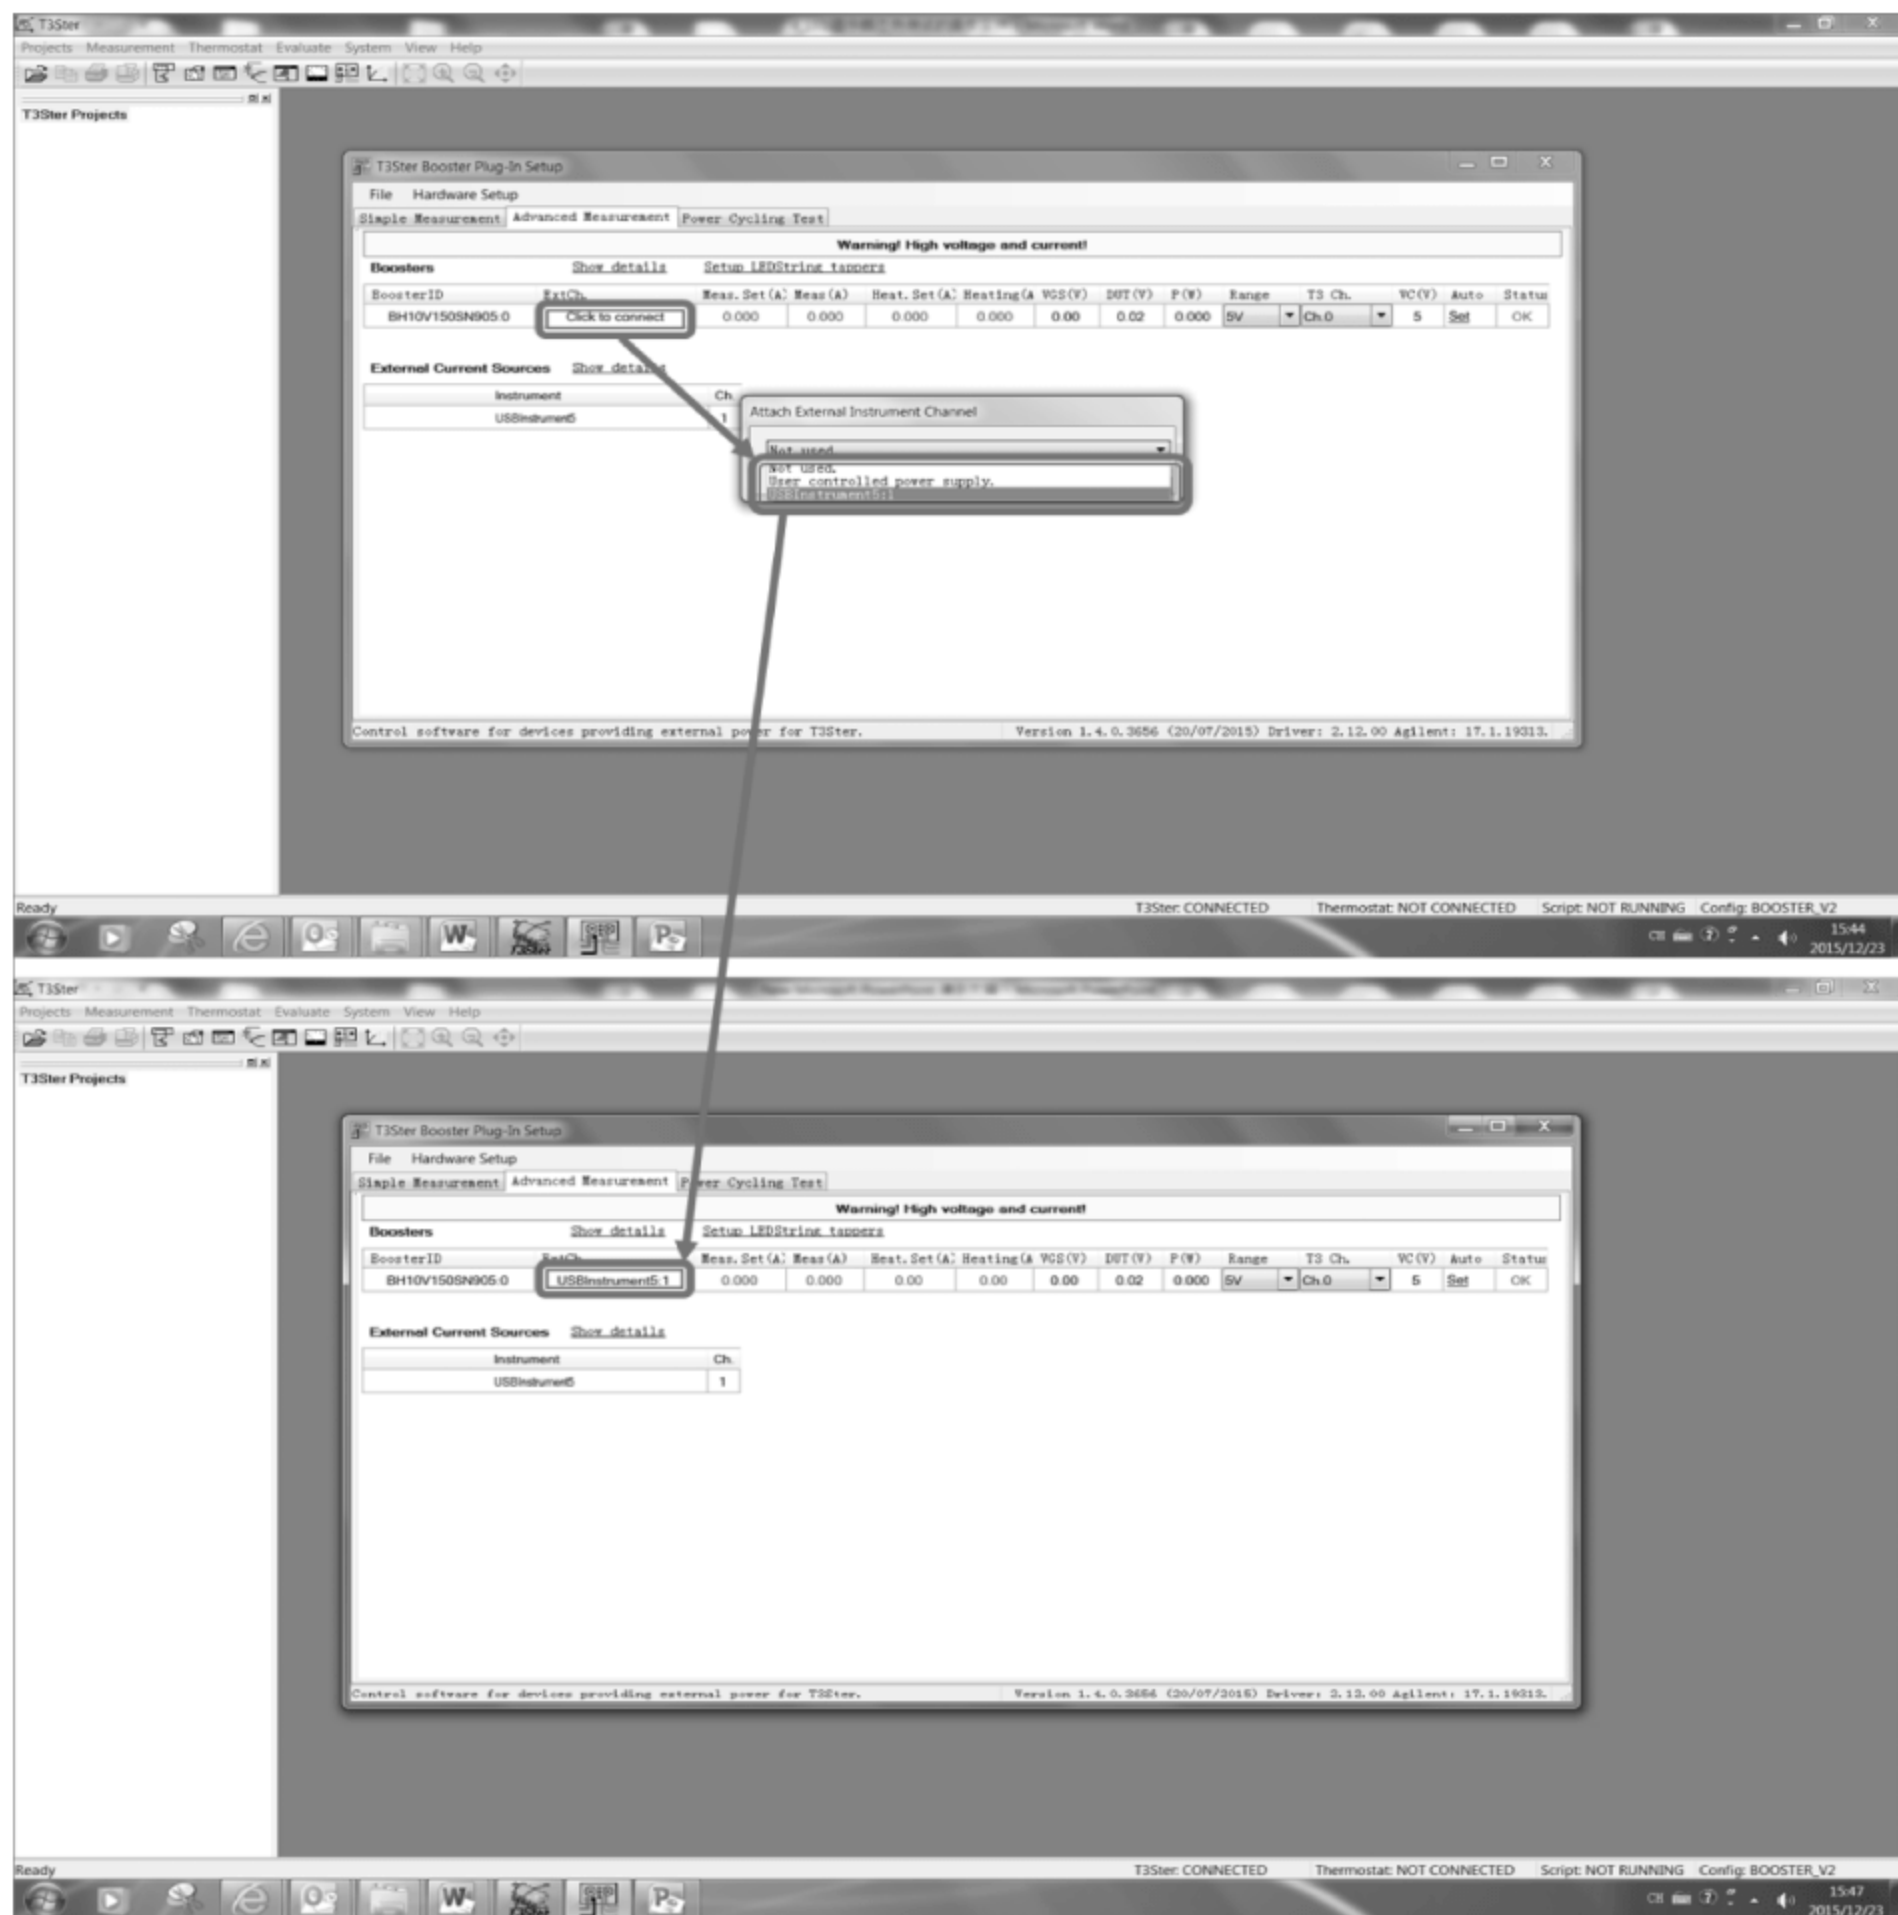 T3Ster
Projects Measurement Thermostat Evaluate System View Help
T3Ster Projects
T3Ster Booster Plug-In Setup
File Hardware Setup
Simple Measurement Advanced Measurement Power Cycling Test
Warning! High voltage and current!
Boosters Show details Setup LEDString tappers
BoosterID ExtCh. Meas.Set(A) Meas(A) Heat.Set(A) Heating(A VGS(V) DUT(V) P(W) Range T3 Ch. VC(V) Auto Status
BH10V150SN905:0 Click to connect 0.000 0.000 0.000 0.000 0.00 0.02 0.000 5V Ch.0 5 Set OK
External Current Sources Show details
Instrument Ch.
USBInstrument5 1
Attach External Instrument Channel
Not used
Not used.
User controlled power supply.
USBInstrument5:1
Control software for devices providing external power for T3Ster. Version 1.4.0.3656 (20/07/2015) Driver: 2.12.00 Agilent: 17.1.19313.
Ready T3Ster: CONNECTED Thermostat: NOT CONNECTED Script: NOT RUNNING Config: BOOSTER_V2
CH 15:44
2015/12/23
T3Ster
Projects Measurement Thermostat Evaluate System View Help
T3Ster Projects
T3Ster Booster Plug-In Setup
File Hardware Setup
Simple Measurement Advanced Measurement Power Cycling Test
Warning! High voltage and current!
Boosters Show details Setup LEDString tappers
BoosterID ExtCh. Meas.Set(A) Meas(A) Heat.Set(A) Heating(A VGS(V) DUT(V) P(W) Range T3 Ch. VC(V) Auto Status
BH10V150SN905:0 USBInstrument5:1 0.000 0.000 0.00 0.00 0.00 0.02 0.000 5V Ch.0 5 Set OK
External Current Sources Show details
Instrument Ch.
USBInstrument5 1
Control software for devices providing external power for T3Ster. Version 1.4.0.3656 (20/07/2015) Driver: 2.12.00 Agilent: 17.1.19313.
Ready T3Ster: CONNECTED Thermostat: NOT CONNECTED Script: NOT RUNNING Config: BOOSTER_V2
CH 15:47
2015/12/23